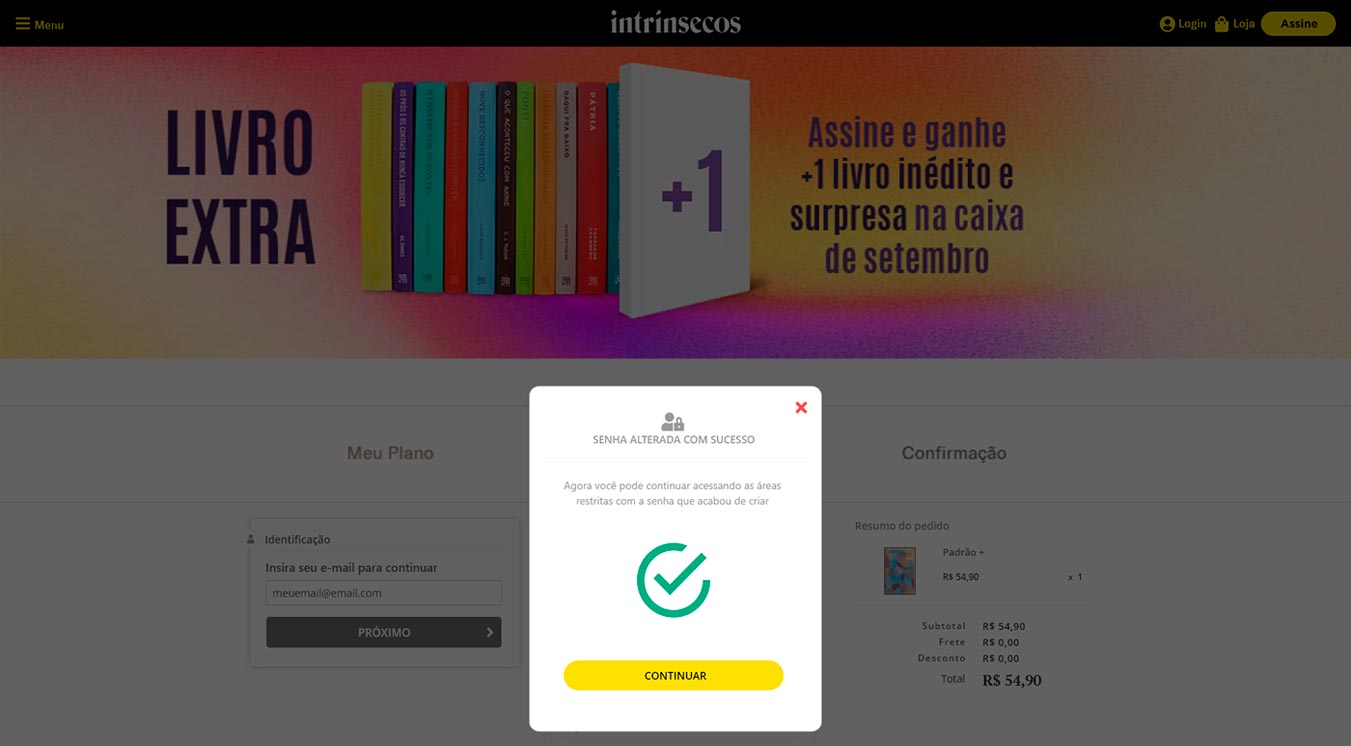 Menu
intrínsecos
Login
Loja
Assine
LIVRO
EXTRA
OS PRÓS E OS CONTRAS DE NUNCA ESQUECER
NOVE DESCONHECIDOS
O QUE ACONTECEU COM ANNIE
DAQUI PRA BAIXO
PÁTRIA
+1
Assine e ganhe
+1 livro inédito e
surpresa na caixa
de setembro
SENHA ALTERADA COM SUCESSO
Agora você pode continuar acessando as áreas
restritas com a senha que acabou de criar
CONTINUAR
Meu Plano
Confirmação
Identificação
Insira seu e-mail para continuar
meuemail@email.com
PRÓXIMO
Resumo do pedido
Padrão +
R$ 54,90 x 1
Subtotal R$ 54,90
Frete R$ 0,00
Desconto R$ 0,00
Total R$ 54,90